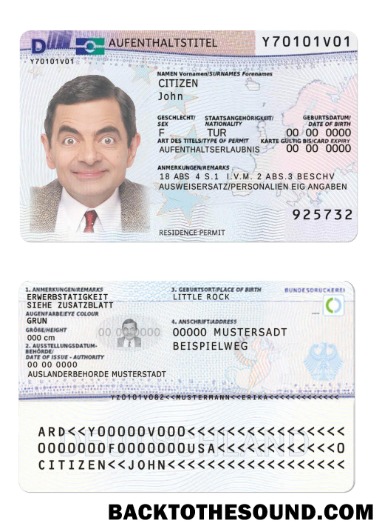 D AUFENTHALTSTITEL Y70101V01
Y70101V01
NAMEN Vornamen/SURNAMES Forenames
CITIZEN
John
GESCHLECHT/ STAATSANGEHÖRIGKEIT/ GEBURTSDATUM/
SEX NATIONALITY DATE OF BIRTH
F TUR 00 00 0000
ART DES TITELS/TYPE OF PERMIT KARTE GÜLTIG BIS/CARD EXPIRY
AUFENTHALTSERLAUBNIS 00 00 0000
ANMERKUNGEN/REMARKS
18 ABS 4 S.1 I.V.M. 2 ABS.3 BESCHV
AUSWEISERSATZ/PERSONALIEN EIG ANGABEN
925732
RESIDENCE PERMIT
1. ANMERKUNGEN/REMARKS 3. GEBURTSORT/PLACE OF BIRTH BUNDESDRUCKEREI
ERWERBSTATIGKEIT LITTLE ROCK
SIEHE ZUSATZBLATT
AUGENFARBE/EYE COLOUR
GRUN 4. ANSCHRIFT/ADDRESS
GRÖßE/HEIGHT 00 00 0000 00000 MUSTERSADT
000 cm BEISPIELWEG
2. AUSSTELLUNGSDATUM-
BEHÖRDE/
DATE OF ISSUE - AUTHORITY
00 00 0000
AUSLANDERBEHORDE MUSTERSTADT
YZ0101V082<<MUSTERMANN<<ERIKA<<<<<<<<<<<<<
ARD<<Y00000V000<<<<<<<<<<<<<<<
0000000F0000000USA<<<<<<<<<<<0
CITIZEN<<JOHN<<<<<<<<<<<<<<<<<
BACKTOTHESOUND.COM